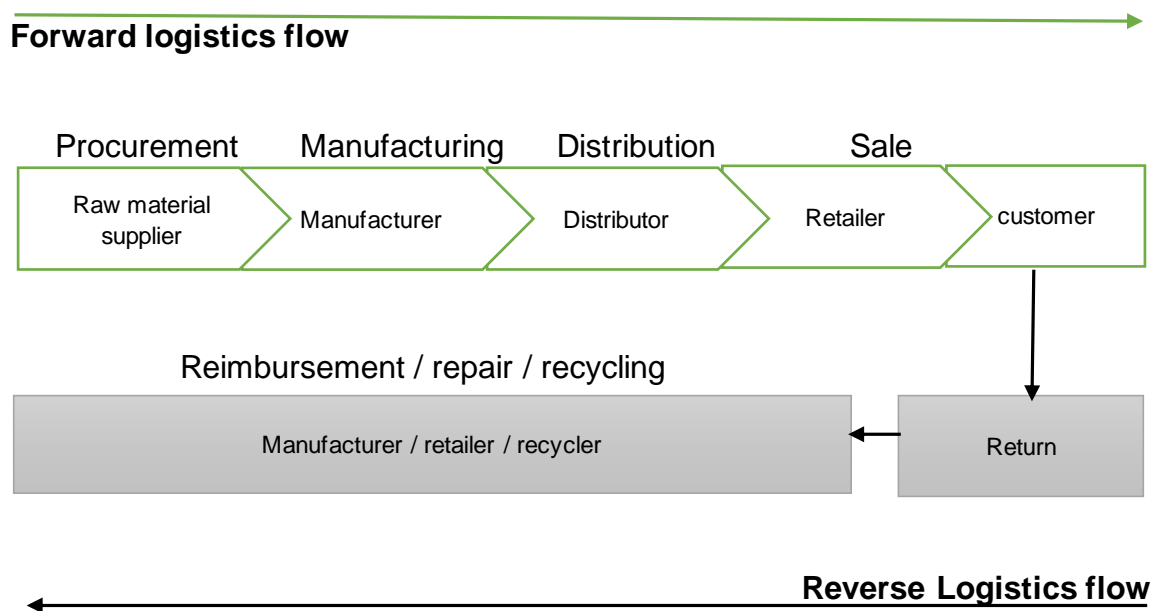 Forward logistics flow
Procurement
Manufacturing
Distribution
Sale
Raw material
supplier
Manufacturer
Distributor
Retailer
customer
Reimbursement / repair / recycling
Manufacturer / retailer / recycler
Return
Reverse Logistics flow